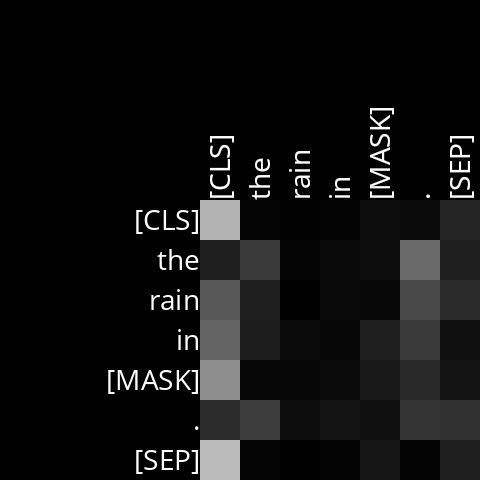 [CLS] the rain in [MASK] . [SEP]
[CLS]
the
rain
in
[MASK]
.
[SEP]